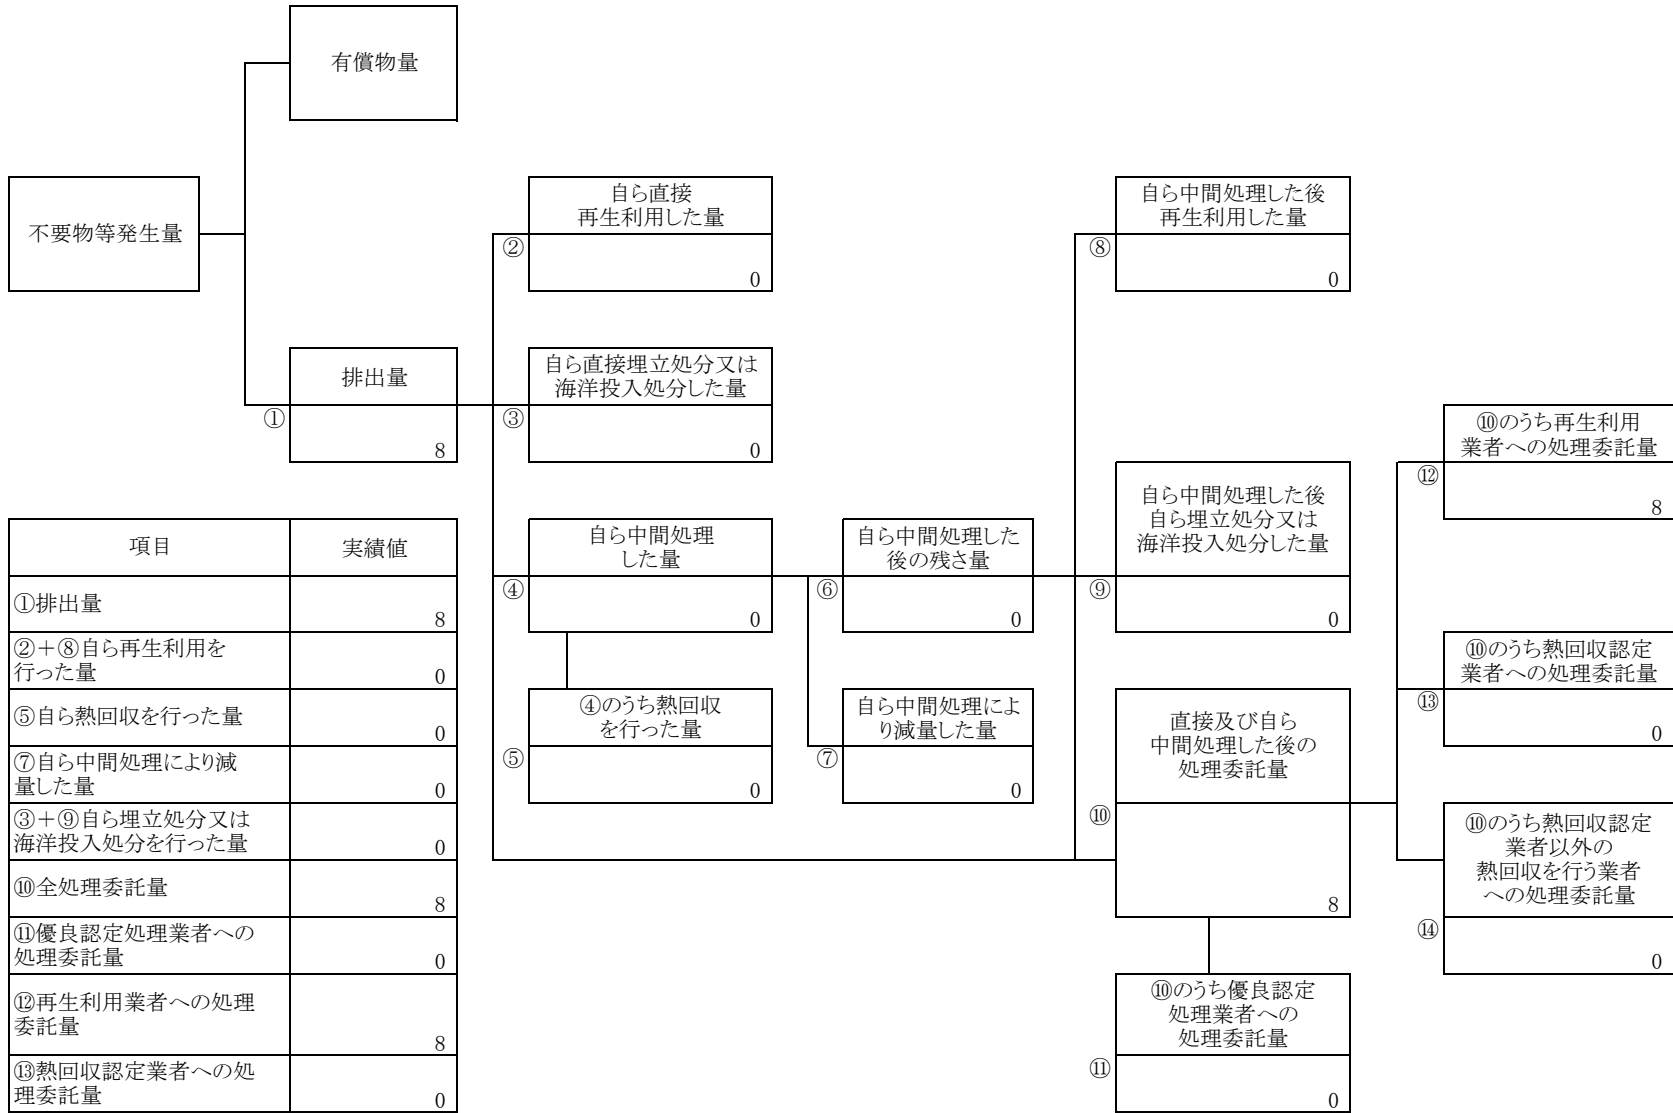 有償物量
不要物等発生量
自ら直接
再生利用した量
②
0
自ら中間処理した後
再生利用した量
⑧
0
排出量
①
8
自ら直接埋立処分又は
海洋投入処分した量
③
0
⑩のうち再生利用
業者への処理委託量
⑫
8
自ら中間処理
した量
④
0
自ら中間処理した
後の残さ量
⑥
0
自ら中間処理した後
自ら埋立処分又は
海洋投入処分した量
⑨
0
⑩のうち熱回収認定
業者への処理委託量
⑬
0
④のうち熱回収
を行った量
⑤
0
自ら中間処理によ
り減量した量
⑦
0
直接及び自ら
中間処理した後の
処理委託量
⑩
8
⑩のうち熱回収認定
業者以外の
熱回収を行う業者
への処理委託量
⑭
0
⑩のうち優良認定
処理業者への
処理委託量
⑪
0
項目 実績値
①排出量
8
②+⑧自ら再生利用を
行った量
0
⑤自ら熱回収を行った量
0
⑦自ら中間処理により減
量した量
0
③+⑨自ら埋立処分又は
海洋投入処分を行った量
0
⑩全処理委託量
8
⑪優良認定処理業者への
処理委託量
0
⑫再生利用業者への処理
委託量
8
⑬熱回収認定業者への処
理委託量
0